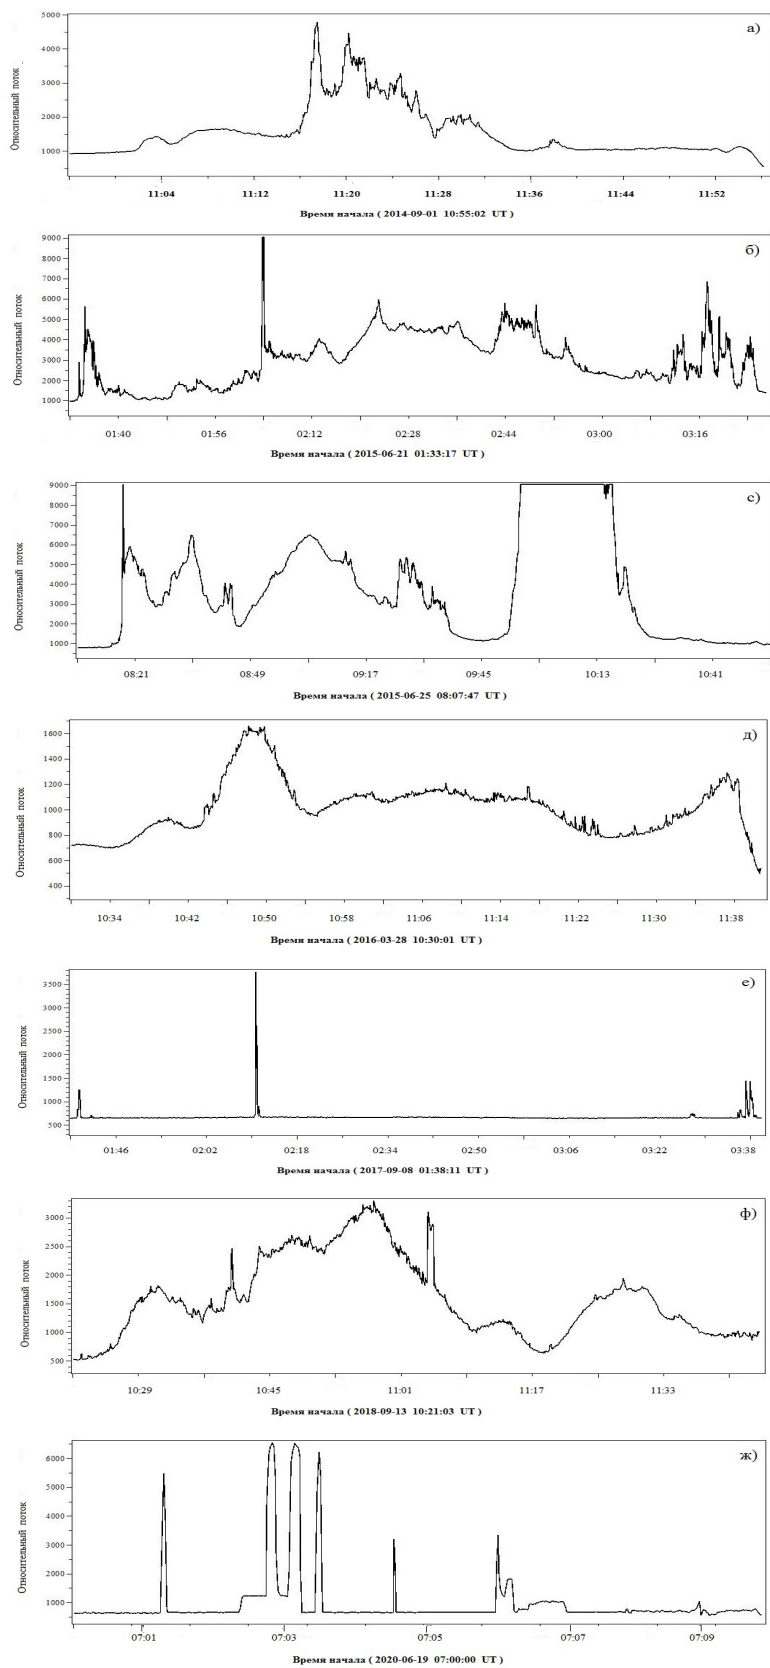 а)
5000
4000
3000
2000
1000
Относительный поток
11:04 11:12 11:20 11:28 11:36 11:44 11:52
Время начала ( 2014-09-01 10:55:02 UT )
б)
9000
8000
7000
6000
5000
4000
3000
2000
1000
Относительный поток
01:40 01:56 02:12 02:28 02:44 03:00 03:16
Время начала ( 2015-06-21 01:33:17 UT )
с)
9000
8000
7000
6000
5000
4000
3000
2000
1000
Относительный поток
08:21 08:49 09:17 09:45 10:13 10:41
Время начала ( 2015-06-25 08:07:47 UT )
д)
1600
1400
1200
1000
800
600
400
Относительный поток
10:34 10:42 10:50 10:58 11:06 11:14 11:22 11:30 11:38
Время начала ( 2016-03-28 10:30:01 UT )
е)
3500
3000
2500
2000
1500
1000
500
Относительный поток
01:46 02:02 02:18 02:34 02:50 03:06 03:22 03:38
Время начала ( 2017-09-08 01:38:11 UT )
ф)
3000
2500
2000
1500
1000
500
Относительный поток
10:29 10:45 11:01 11:17 11:33
Время начала ( 2018-09-13 10:21:03 UT )
ж)
6000
5000
4000
3000
2000
1000
Относительный поток
07:01 07:03 07:05 07:07 07:09
Время начала ( 2020-06-19 07:00:00 UT )